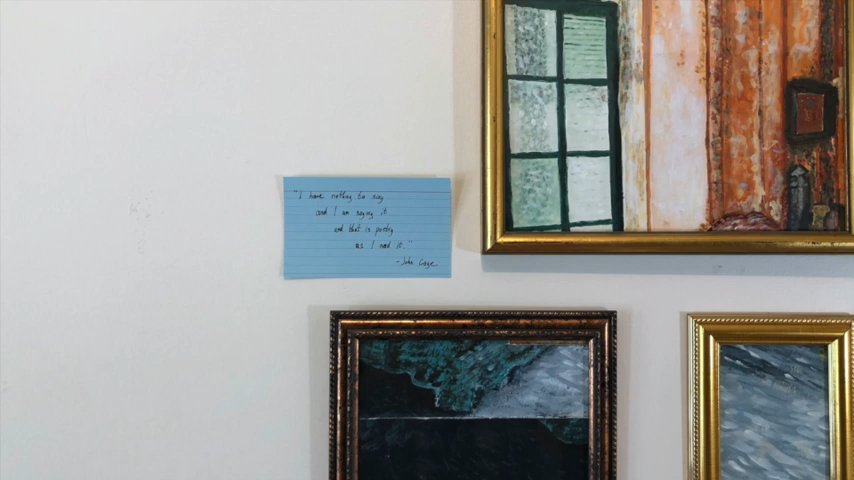 "I have nothing to say
and I am saying it
and that is poetry
as I need it."
-John Cage